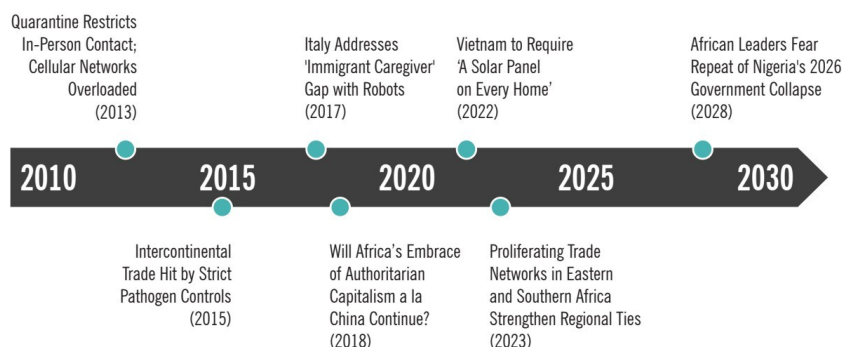 Quarantine Restricts
In-Person Contact;
Cellular Networks
Overloaded
(2013)
Italy Addresses
'Immigrant Caregiver'
Gap with Robots
(2017)
Vietnam to Require
‘A Solar Panel
on Every Home’
(2022)
African Leaders Fear
Repeat of Nigeria's 2026
Government Collapse
(2028)
2010 2015 2020 2025 2030
Intercontinental
Trade Hit by Strict
Pathogen Controls
(2015)
Will Africa’s Embrace
of Authoritarian
Capitalism a la
China Continue?
(2018)
Proliferating Trade
Networks in Eastern
and Southern Africa
Strengthen Regional Ties
(2023)